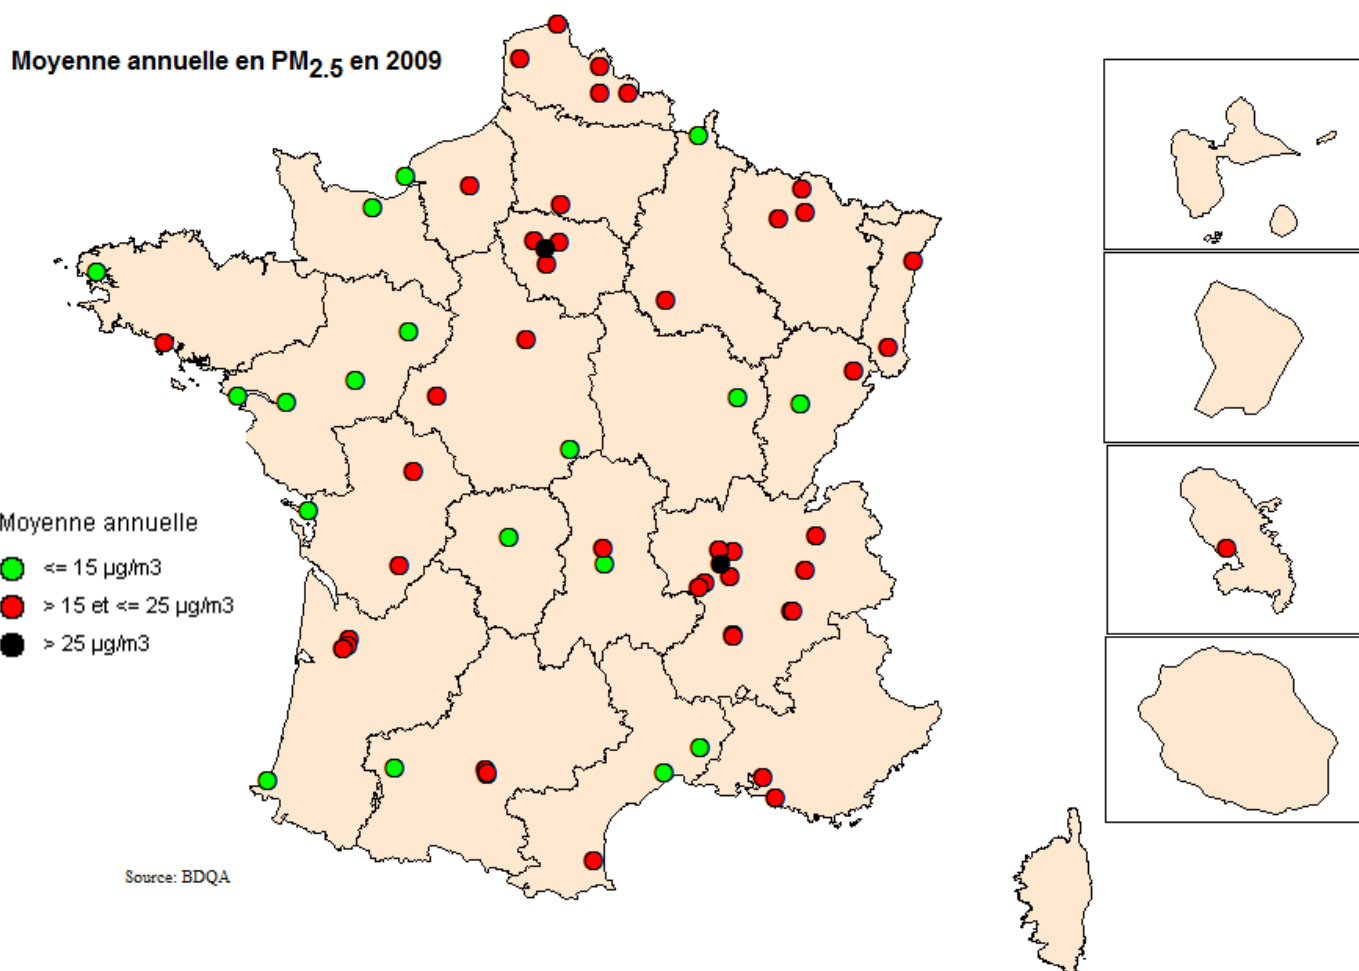 Moyenne annuelle en PM2.5 en 2009
Moyenne annuelle
<= 15 µg/m3
> 15 et <= 25 µg/m3
> 25 µg/m3
Source: BDQA